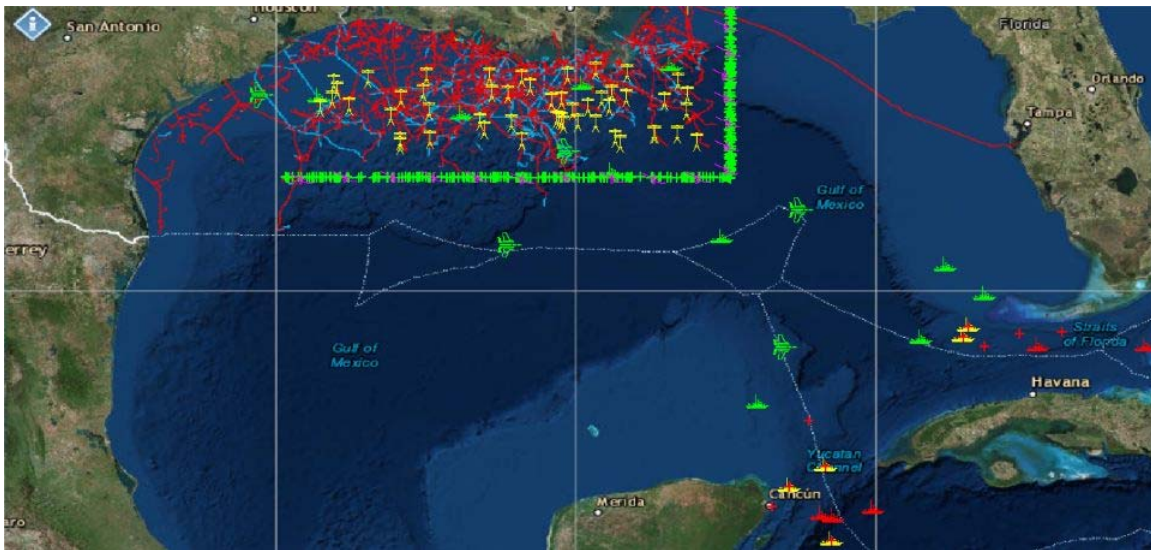 Houston
San Antonio
Florida
Orlando
Tampa
Gulf of
Mexico
errey
Gulf of
Mexico
Straits
of Florida
Havana
Yucatan
Channel
Merida
Cancún
aro